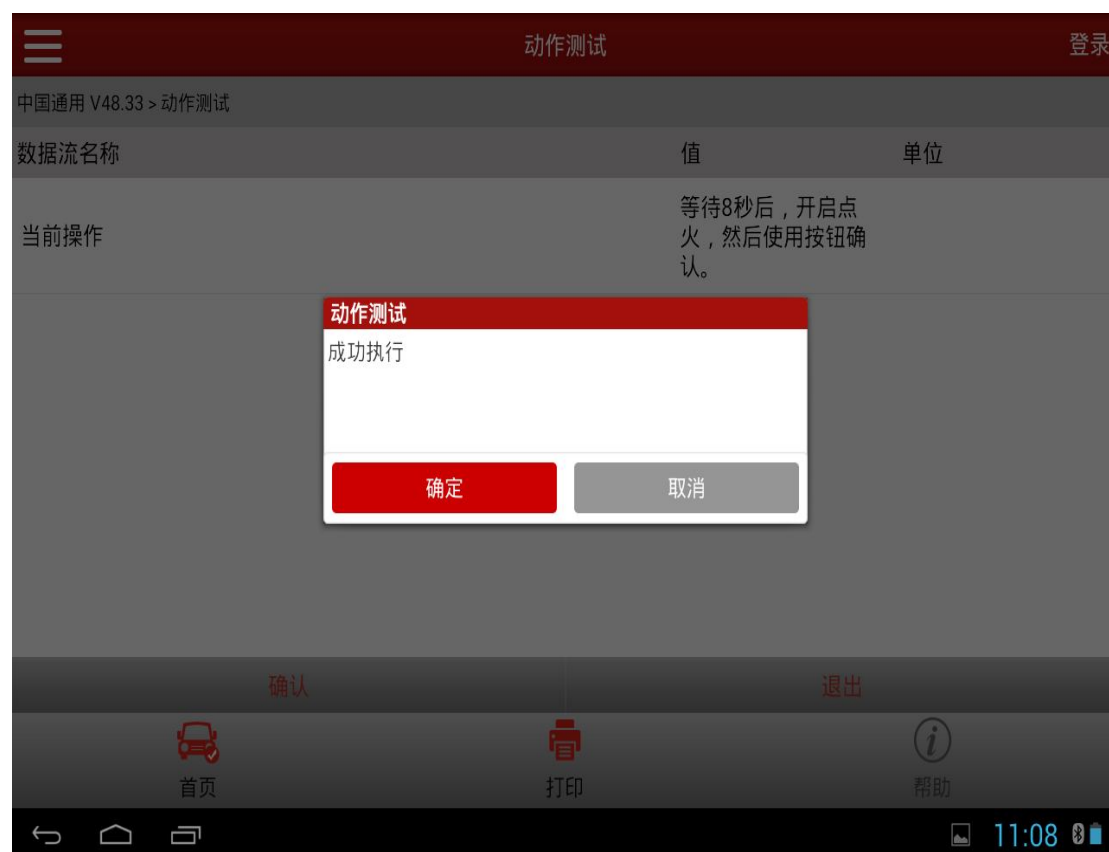 动作测试
登录
中国通用 V48.33 > 动作测试
数据流名称 值 单位
当前操作
等待8秒后，开启点
火，然后使用按钮确
认。
动作测试
成功执行
确定 取消
确认 退出
首页 打印 帮助
11:08